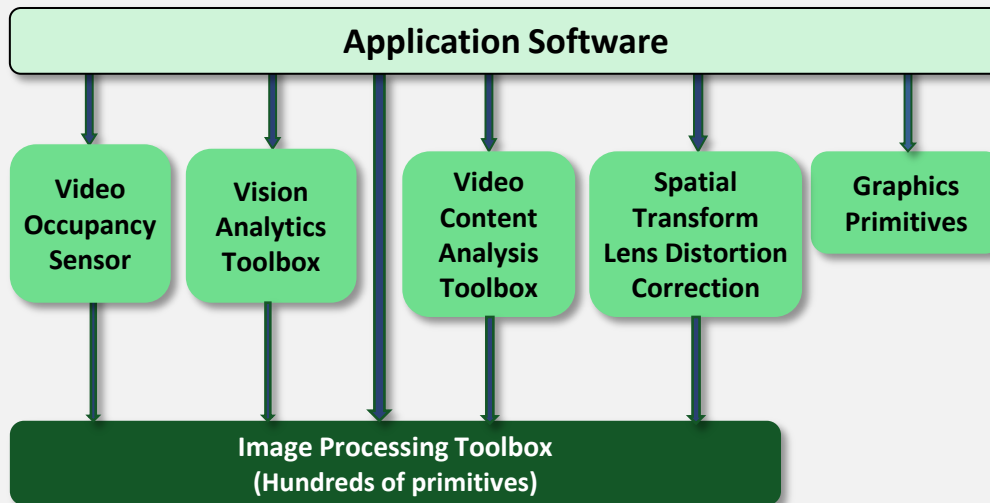 Application Software
Video
Occupancy
Sensor
Vision
Analytics
Toolbox
Video
Content
Analysis
Toolbox
Spatial
Transform
Lens Distortion
Correction
Graphics
Primitives
Image Processing Toolbox
(Hundreds of primitives)